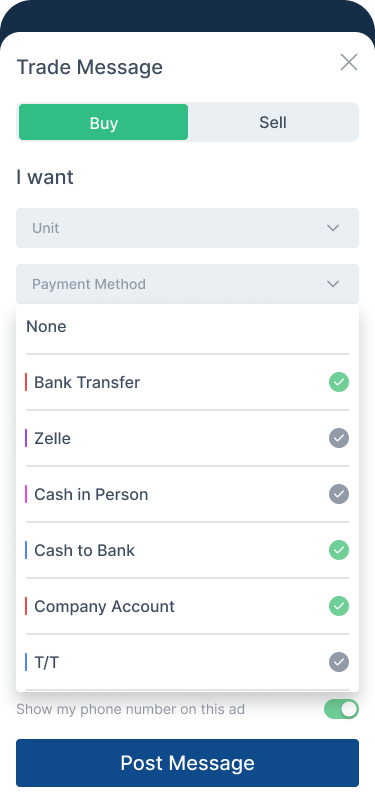 Trade Message
Buy
Sell
I want
Unit
Payment Method
None
Bank Transfer
Zelle
Cash in Person
Cash to Bank
Company Account
T/T
Show my phone number on this ad
Post Message